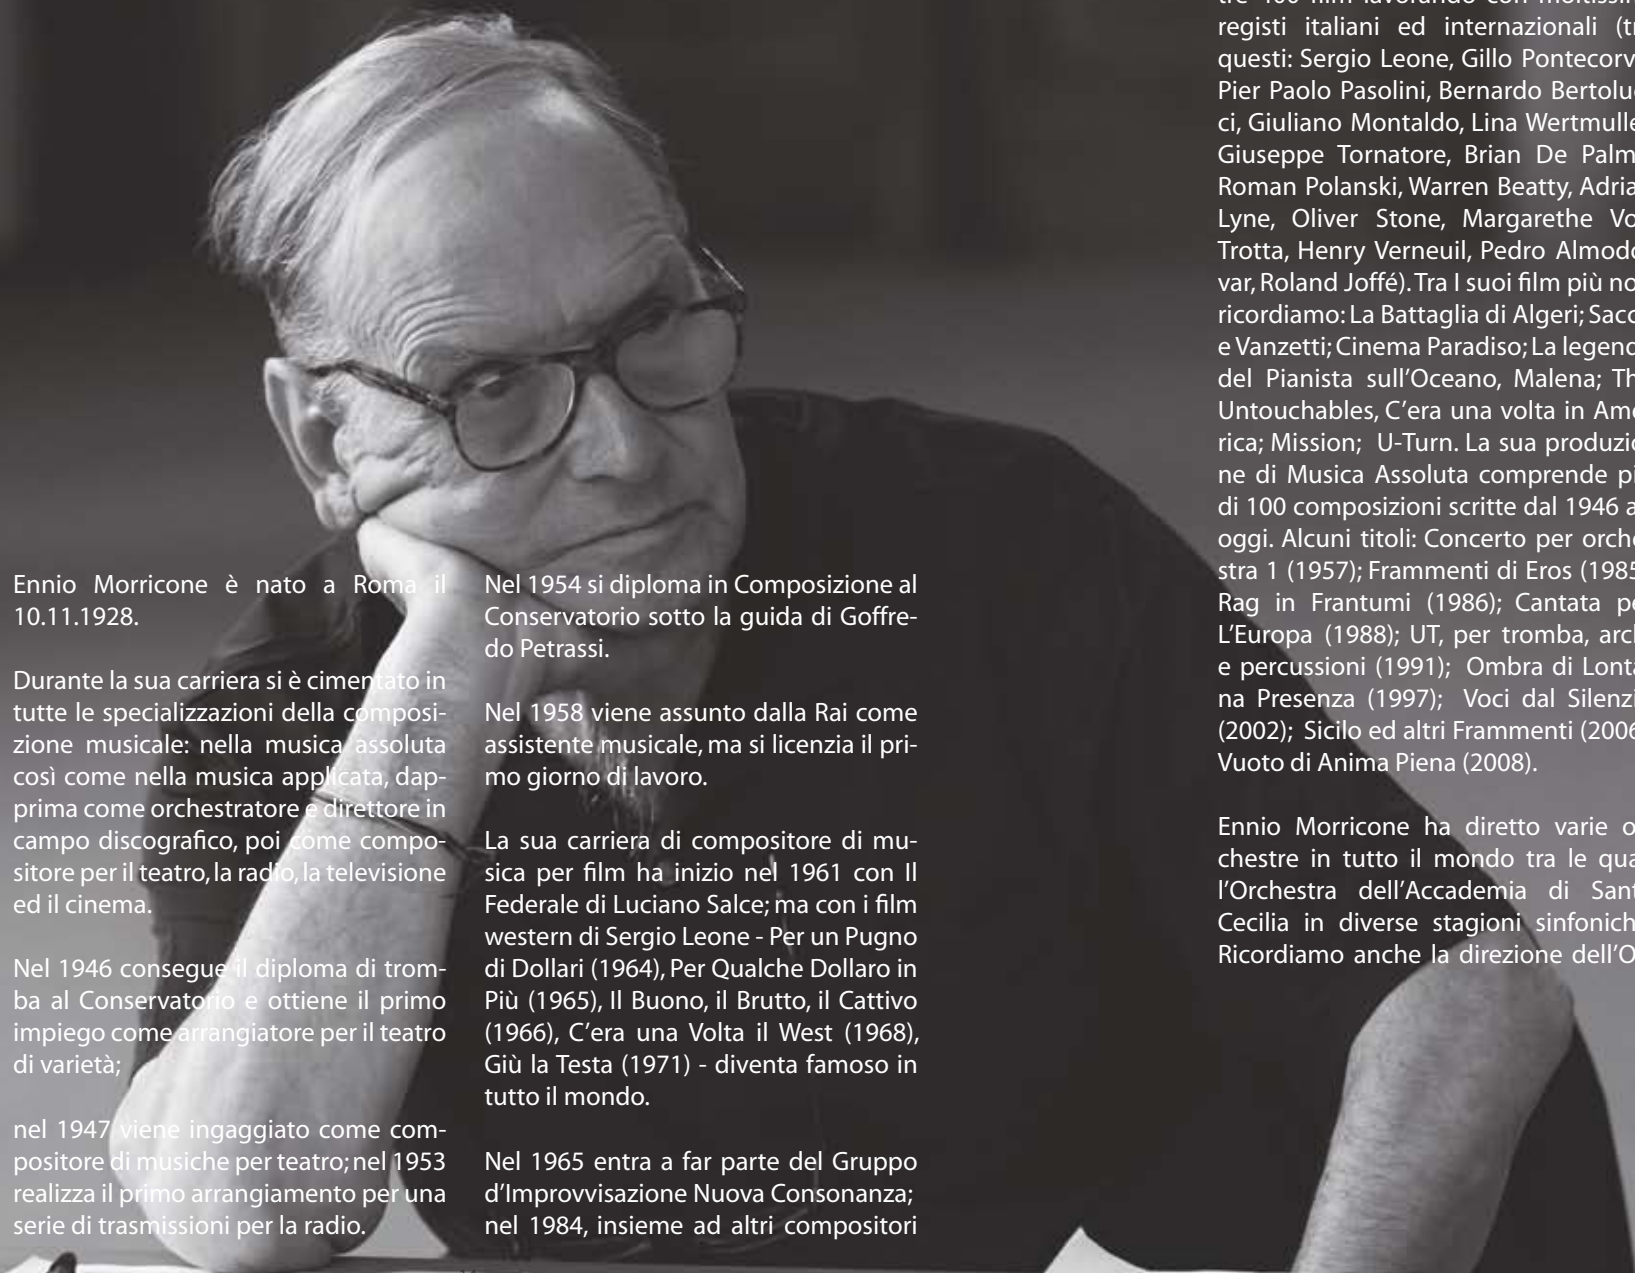 Ennio Morricone è nato a Roma il
10.11.1928.
Durante la sua carriera si è cimentato in
tutte le specializzazioni della composi-
zione musicale: nella musica assoluta
così come nella musica applicata, dap-
prima come orchestratore e direttore in
campo discografico, poi come compo-
sitore per il teatro, la radio, la televisione
ed il cinema.
Nel 1946 consegue il diploma di trom-
ba al Conservatorio e ottiene il primo
impiego come arrangiatore per il teatro
di varietà;
nel 1947 viene ingaggiato come com-
positore di musiche per teatro; nel 1953
realizza il primo arrangiamento per una
serie di trasmissioni per la radio.
Nel 1954 si diploma in Composizione al
Conservatorio sotto la guida di Goffre-
do Petrassi.
Nel 1958 viene assunto dalla Rai come
assistente musicale, ma si licenzia il pri-
mo giorno di lavoro.
La sua carriera di compositore di mu-
sica per film ha inizio nel 1961 con Il
Federale di Luciano Salce; ma con i film
western di Sergio Leone - Per un Pugno
di Dollari (1964), Per Qualche Dollaro in
Più (1965), Il Buono, il Brutto, il Cattivo
(1966), C'era una Volta il West (1968),
Giù la Testa (1971) - diventa famoso in
tutto il mondo.
Nel 1965 entra a far parte del Gruppo
d'Improvvisazione Nuova Consonanza;
nel 1984, insieme ad altri compositori
tre 400 film lavorando con
registi italiani ed internazionali (t
questi: Sergio Leone, Gillo Pontecorv
Pier Paolo Pasolini, Bernardo Bertolu
ci, Giuliano Montaldo, Lina Wertmulle
Giuseppe Tornatore, Brian De Palm
Roman Polanski, Warren Beatty, Adria
Lyne, Oliver Stone, Margarethe Vo
Trotta, Henry Verneuil, Pedro Almodo
var, Roland Joffé). Tra I suoi film più no
ricordiamo: La Battaglia di Algeri; Sacc
e Vanzetti; Cinema Paradiso; La legend
del Pianista sull'Oceano, Malena; Th
Untouchables, C'era una volta in Ame
rica; Mission; U-Turn. La sua produzio
ne di Musica Assoluta comprende pi
di 100 composizioni scritte dal 1946 a
oggi. Alcuni titoli: Concerto per orche
stra 1 (1957); Frammenti di Eros (1985
Rag in Frantumi (1986); Cantata pe
L'Europa (1988); UT, per tromba, arch
e percussioni (1991); Ombra di Lonta
na Presenza (1997); Voci dal Silenzi
(2002); Sicilo ed altri Frammenti (2006
Vuoto di Anima Piena (2008).
Ennio Morricone ha diretto varie o
chestre in tutto il mondo tra le qua
l'Orchestra dell'Accademia di Sant
Cecilia in diverse stagioni sinfonich
Ricordiamo anche la direzione dell'O